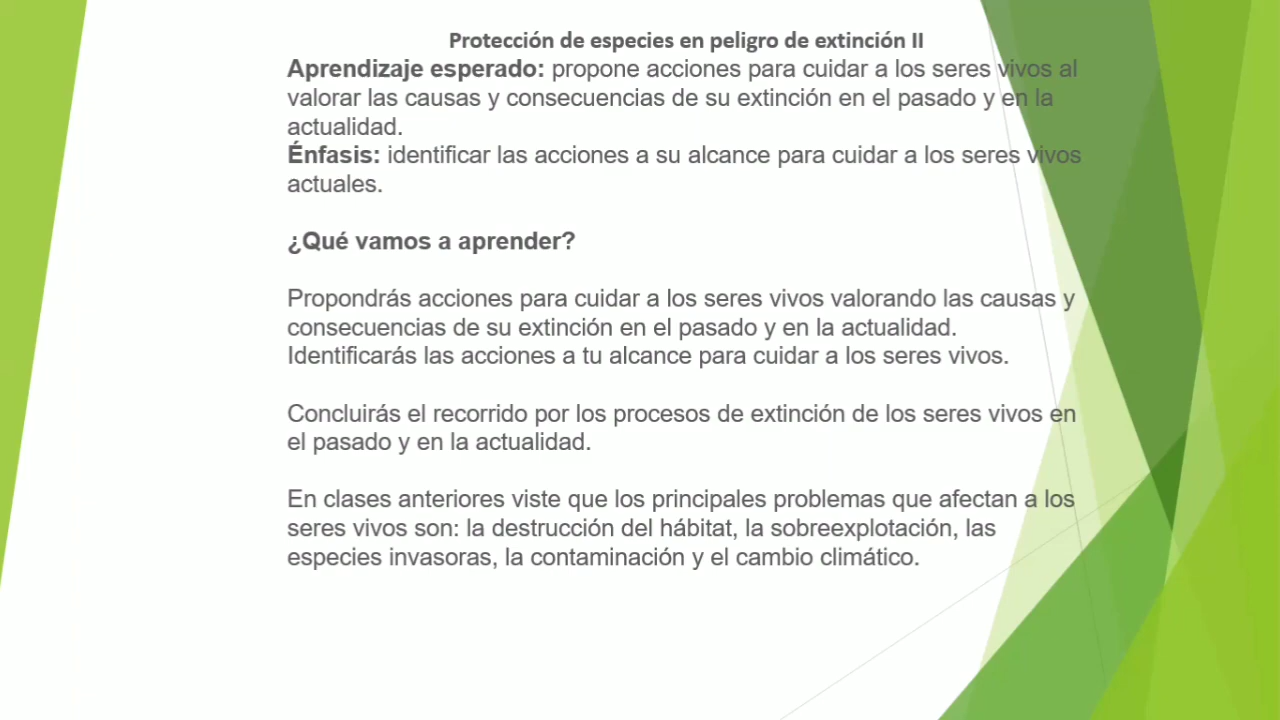 Protección de especies en peligro de extinción II
Aprendizaje esperado: propone acciones para cuidar a los seres vivos al
valorar las causas y consecuencias de su extinción en el pasado y en la
actualidad.
Énfasis: identificar las acciones a su alcance para cuidar a los seres vivos
actuales.
¿Qué vamos a aprender?
Propondrás acciones para cuidar a los seres vivos valorando las causas y
consecuencias de su extinción en el pasado y en la actualidad.
Identificarás las acciones a tu alcance para cuidar a los seres vivos.
Concluirás el recorrido por los procesos de extinción de los seres vivos en
el pasado y en la actualidad.
En clases anteriores viste que los principales problemas que afectan a los
seres vivos son: la destrucción del hábitat, la sobreexplotación, las
especies invasoras, la contaminación y el cambio climático.